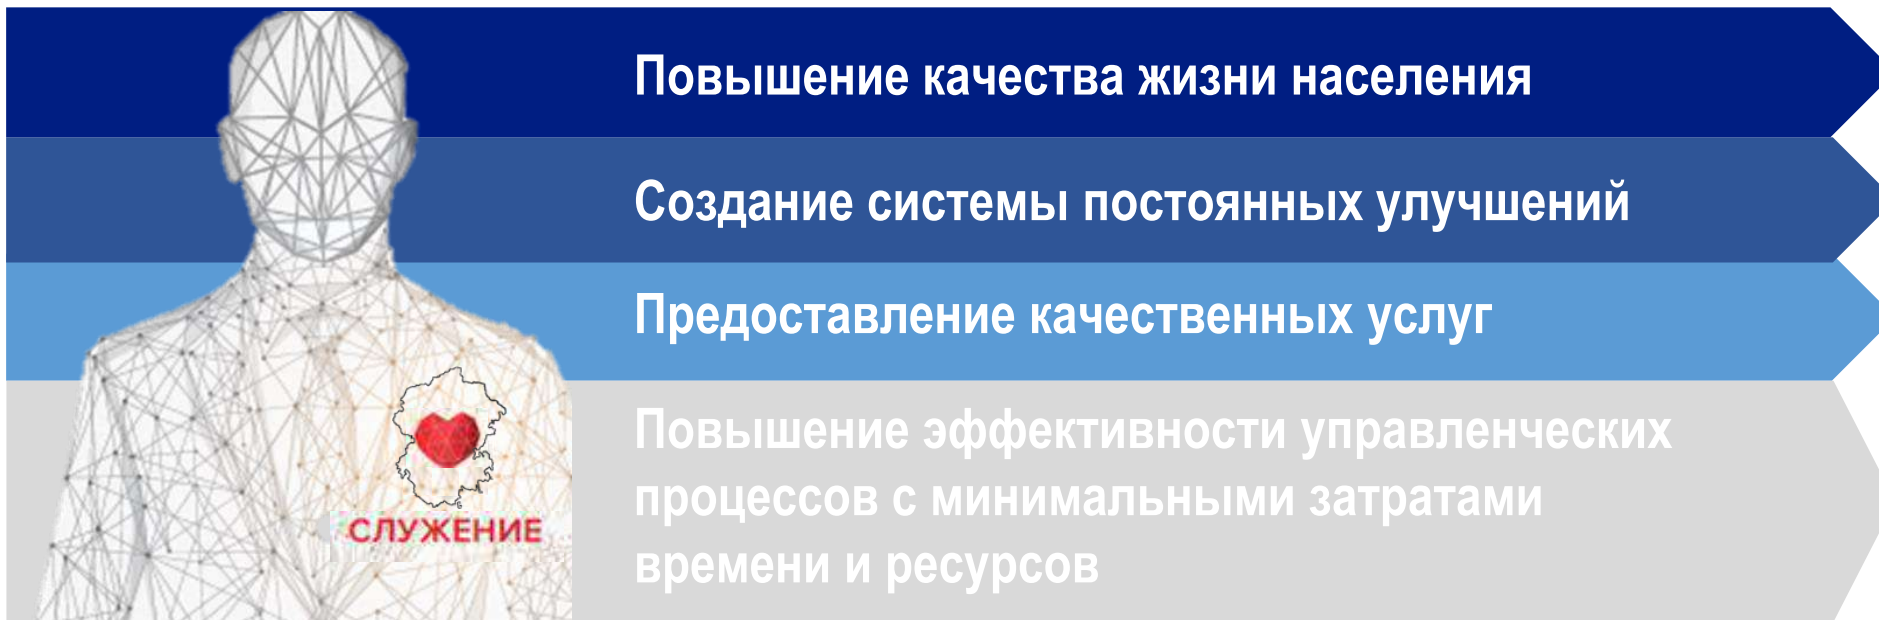 Повышение качества жизни населения
Создание системы постоянных улучшений
Предоставление качественных услуг
Повышение эффективности управленческих
процессов с минимальными затратами
времени и ресурсов
СЛУЖЕНИЕ